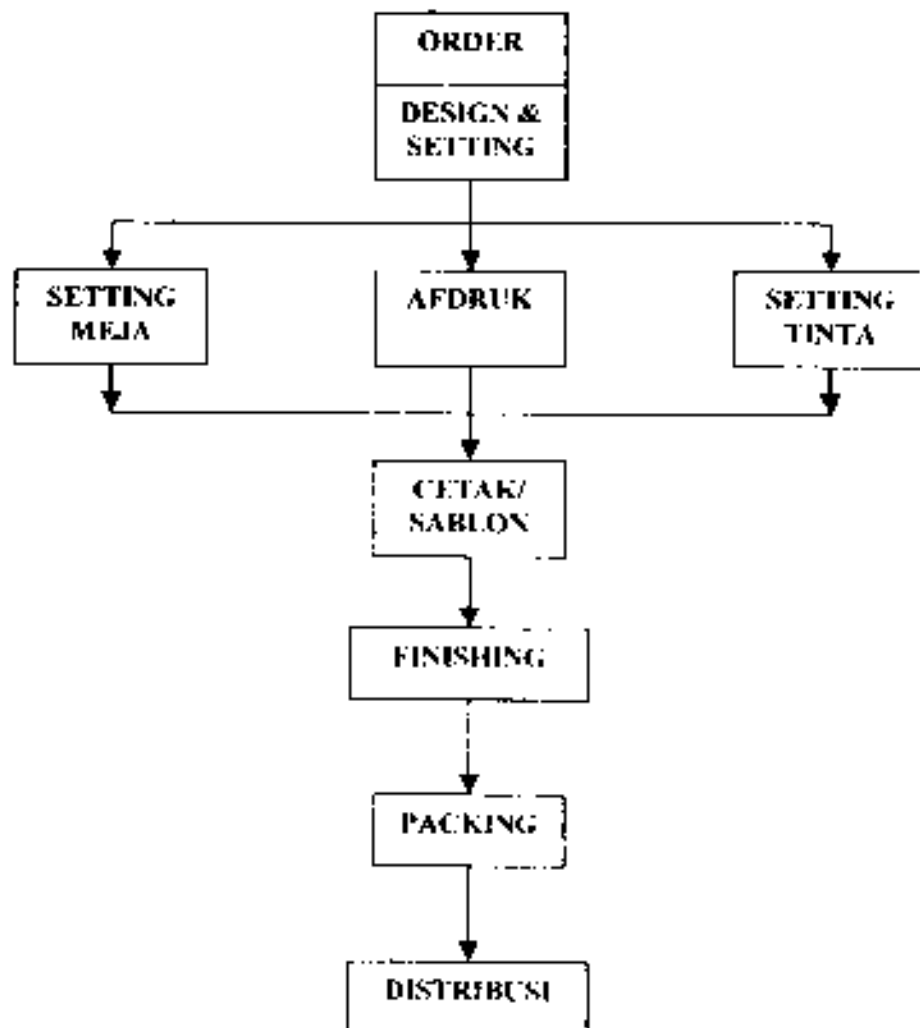 ORDER
DESIGN &
SETTING
SETTING
MEJA
AFDRUK
SETTING
TINTA
CETAK/
SABLON
FINISHING
PACKING
DISTRIBUSI